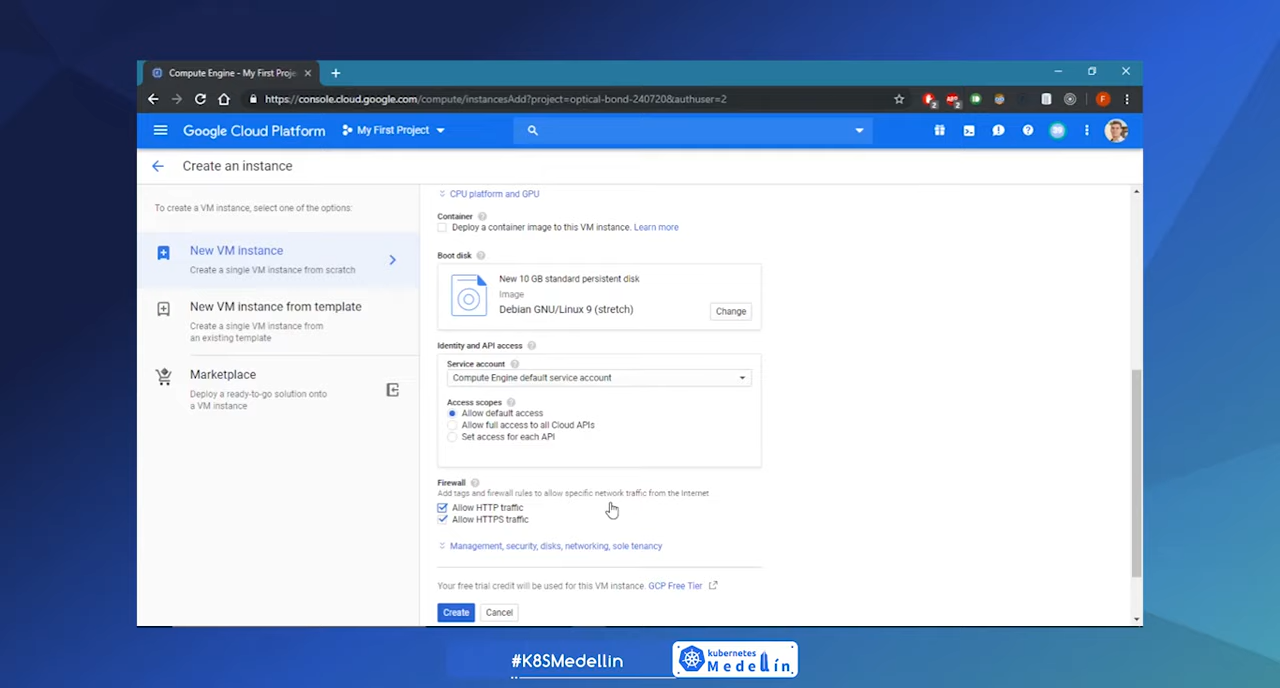 Compute Engine - My First Proje
https://console.cloud.google.com/compute/instancesAdd?project=optical-bond-240720&authuser=2
Google Cloud Platform
My First Project
Create an instance
To create a VM instance, select one of the options:
New VM instance
Create a single VM instance from scratch
New VM instance from template
Create a single VM instance from
an existing template
Marketplace
Deploy a ready-to-go solution onto
a VM instance
CPU platform and GPU
Container
Deploy a container image to this VM instance. Learn more
Boot disk
New 10 GB standard persistent disk
Image
Debian GNU/Linux 9 (stretch)
Change
Identity and API access
Service account
Compute Engine default service account
Access scopes
Allow default access
Allow full access to all Cloud APIs
Set access for each API
Firewall
Add tags and firewall rules to allow specific network traffic from the Internet
Allow HTTP traffic
Allow HTTPS traffic
Management, security, disks, networking, sole tenancy
Your free trial credit will be used for this VM instance. GCP Free Tier
Create
Cancel
#K8SMedellin
kubernetes
Medellín